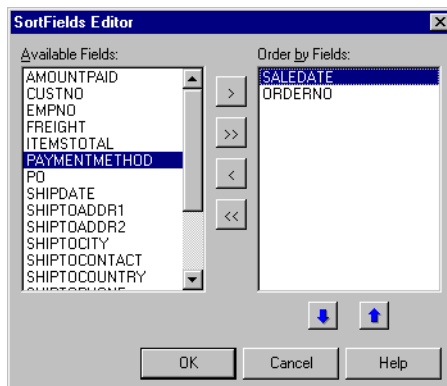 SortFields Editor
Available Fields:
AMOUNTPAID
CUSTNO
EMPNO
FREIGHT
ITEMSTOTAL
PAYMENTMETHOD
PO
SHIPDATE
SHIPTOADDR1
SHIPTOADDR2
SHIPTOCITY
SHIPTOCONTACT
SHIPTOCOUNTRY
SHIPTOPHONE
>
>>
<
<<
Order by Fields:
SALEDATE
ORDERNO
OK
Cancel
Help